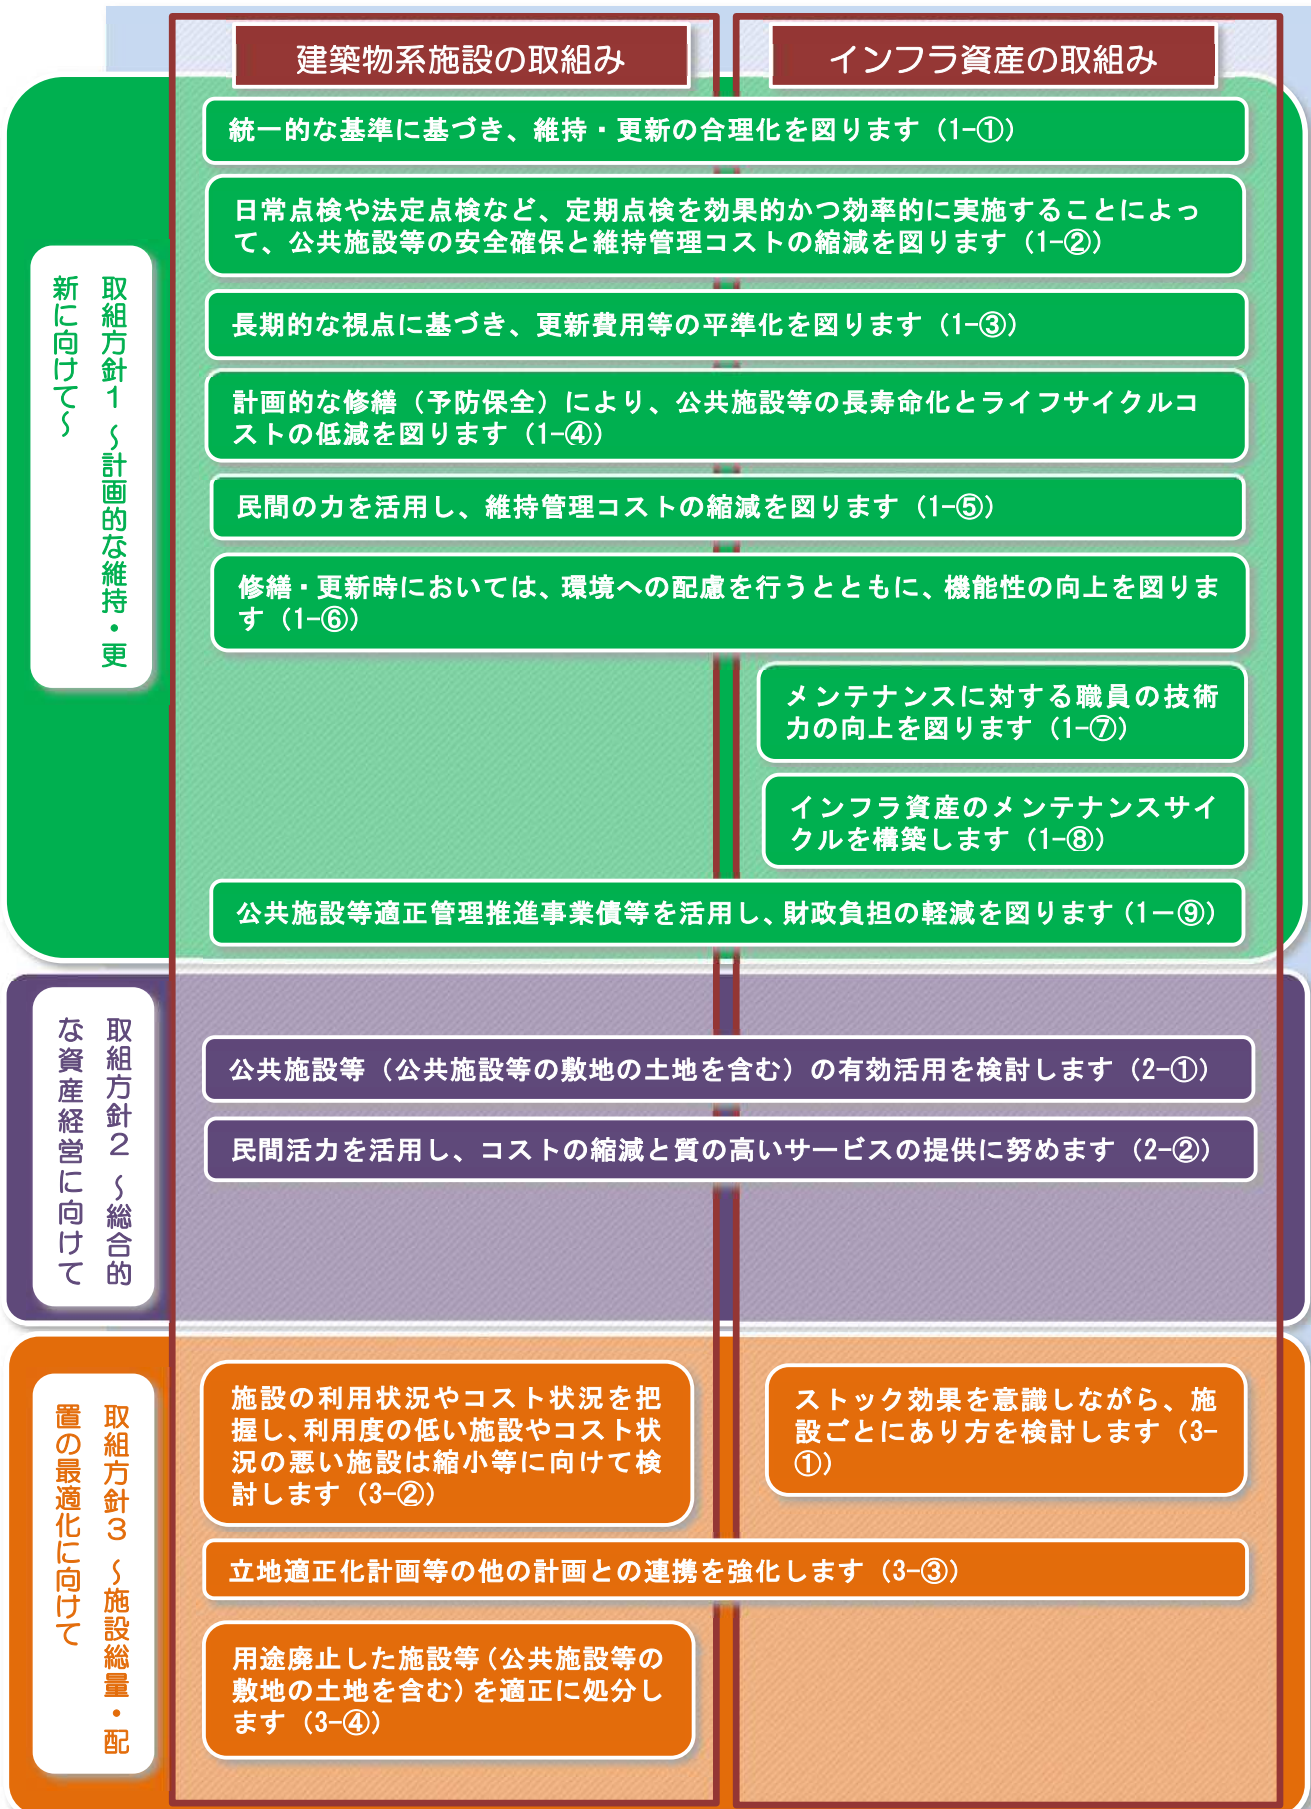 建築物系施設の取組み
インフラ資産の取組み
取組方針1 ～計画的な維持・更
新に向けて～
統一的な基準に基づき、維持・更新の合理化を図ります（1-①）
日常点検や法定点検など、定期点検を効果的かつ効率的に実施することによっ
て、公共施設等の安全確保と維持管理コストの縮減を図ります（1-②）
長期的な視点に基づき、更新費用等の平準化を図ります（1-③）
計画的な修繕（予防保全）により、公共施設等の長寿命化とライフサイクルコ
ストの低減を図ります（1-④）
民間の力を活用し、維持管理コストの縮減を図ります（1-⑤）
修繕・更新時においては、環境への配慮を行うとともに、機能性の向上を図りま
す（1-⑥）
メンテナンスに対する職員の技術
力の向上を図ります（1-⑦）
インフラ資産のメンテナンスサイ
クルを構築します（1-⑧）
公共施設等適正管理推進事業債等を活用し、財政負担の軽減を図ります（1－⑨）
取組方針2 ～総合的
な資産経営に向けて
公共施設等（公共施設等の敷地の土地を含む）の有効活用を検討します（2-①）
民間活力を活用し、コストの縮減と質の高いサービスの提供に努めます（2-②）
取組方針3 ～施設総量・配
置の最適化に向けて
施設の利用状況やコスト状況を把
握し、利用度の低い施設やコスト状
況の悪い施設は縮小等に向けて検
討します（3-②）
ストック効果を意識しながら、施
設ごとにあり方を検討します（3-
①）
立地適正化計画等の他の計画との連携を強化します（3-③）
用途廃止した施設等（公共施設等の
敷地の土地を含む）を適正に処分し
ます（3-④）